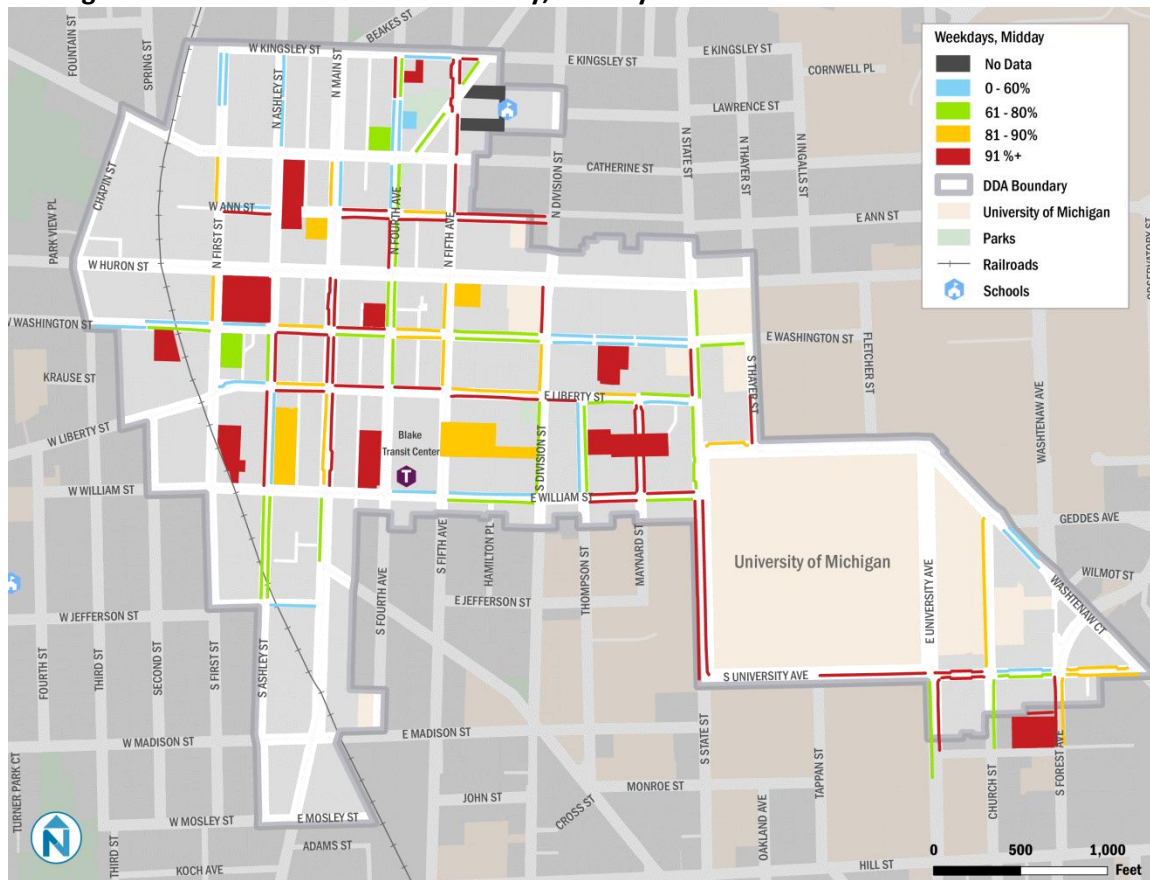 FOUNTAIN ST
SPRING ST
W KINGSLEY ST
BEAKES ST
E KINGSLEY ST
CORNWELL PL
N ASHLEY ST
N MAIN ST
LAWRENCE ST
N STATE ST
N THAYER ST
N INGALLS ST
CATHERINE ST
N DIVISION ST
CHAPIN ST
PARK VIEW PL
W ANN ST
N FOURTH AVE
N FIFTH AVE
E ANN ST
N FIRST ST
W HURON ST
OBSERVATORY ST
W WASHINGTON ST
E WASHINGTON ST
FLETCHER ST
KRAUSE ST
S THAYER ST
WASHTENAW AVE
E LIBERTY ST
W LIBERTY ST
Blake
Transit Center
T
S DIVISION ST
W WILLIAM ST
E WILLIAM ST
GEDDES AVE
S FOURTH AVE
S FIFTH AVE
HAMILTON PL
THOMPSON ST
MAYNARD ST
University of Michigan
E UNIVERSITY AVE
WILMOT ST
WASHTENAW CT
E JEFFERSON ST
W JEFFERSON ST
FOURTH ST
THIRD ST
SECOND ST
S FIRST ST
S ASHLEY ST
S UNIVERSITY AVE
W MADISON ST
E MADISON ST
S STATE ST
TAPPAN ST
CHURCH ST
S FOREST AVE
TURNER PARK CT
MONROE ST
JOHN ST
CROSS ST
OAKLAND AVE
W MOSLEY ST
E MOSLEY ST
THIRD ST
ADAMS ST
KOCH AVE
HILL ST
N
Weekdays, Midday
No Data
0 - 60%
61 - 80%
81 - 90%
91 %+
DDA Boundary
University of Michigan
Parks
Railroads
Schools
0 500 1,000
Feet